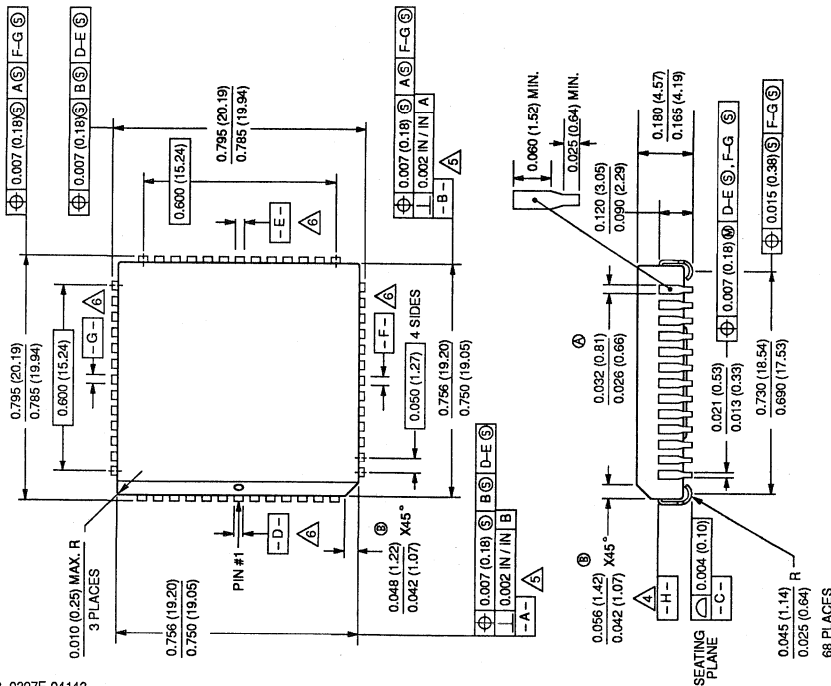 ⌖ 0.007 (0.18) Ⓢ A Ⓢ F–G Ⓢ
⌖ 0.007 (0.18) Ⓢ B Ⓢ D–E Ⓢ
0.795 (20.19)
0.785 (19.94)
0.600 (15.24)
-E-
6
⌖ 0.007 (0.18) Ⓢ A Ⓢ F–G Ⓢ
⊥ 0.002 IN / IN A
-B-
5
0.795 (20.19)
0.785 (19.94)
0.600 (15.24)
-G-
6
-F-
6
0.050 (1.27) 4 SIDES
0.756 (19.20)
0.750 (19.05)
0.010 (0.25) MAX. R
3 PLACES
PIN #1
-D-
6
Ⓑ
0.048 (1.22) X45°
0.042 (1.07)
0.756 (19.20)
0.750 (19.05)
⌖ 0.007 (0.18) Ⓢ B Ⓢ D–E Ⓢ
⊥ 0.002 IN / IN B
-A-
5
0.060 (1.52) MIN.
0.025 (0.64) MIN.
0.180 (4.57)
0.165 (4.19)
0.120 (3.05)
0.090 (2.29)
Ⓐ
0.032 (0.81)
0.026 (0.66)
⌖ 0.007 (0.18) Ⓜ D–E Ⓢ, F–G Ⓢ
⌖ 0.015 (0.38) Ⓢ F–G Ⓢ
0.021 (0.53)
0.013 (0.33)
0.730 (18.54)
0.690 (17.53)
Ⓑ
0.056 (1.42) X45°
0.042 (1.07)
4
-H-
⌓ 0.004 (0.10)
-C-
SEATING
PLANE
0.045 (1.14) R
0.025 (0.64)
68 PLACES